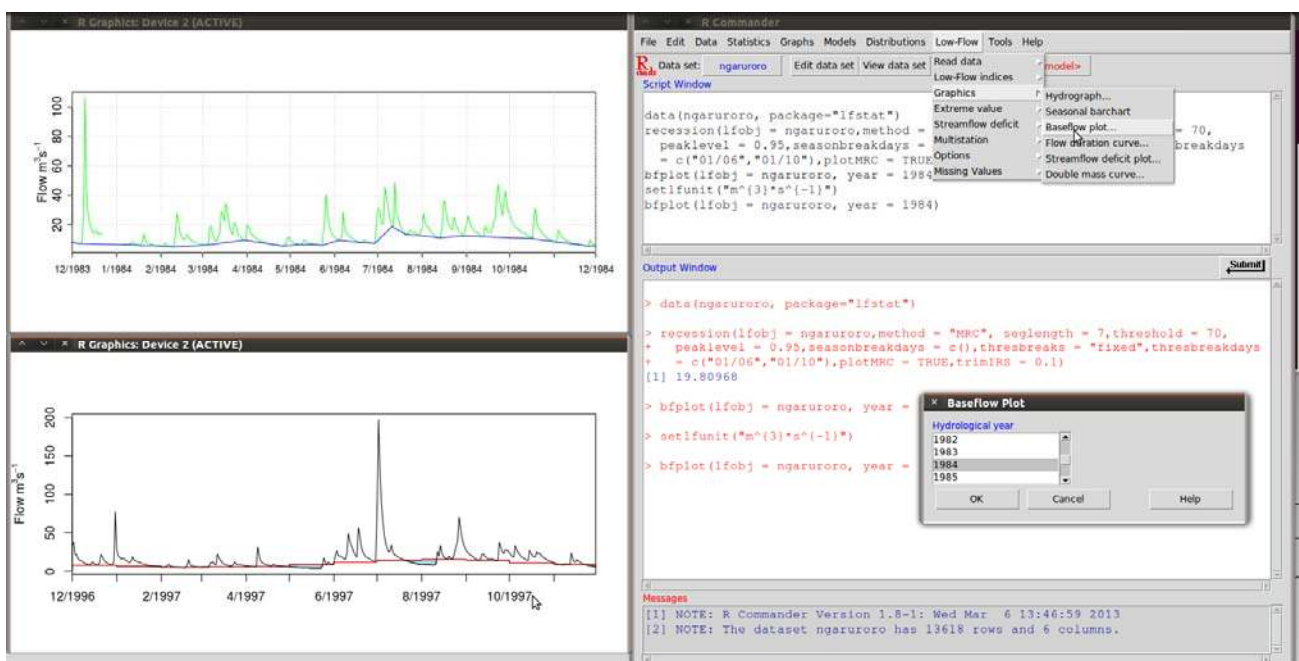 R Graphics: Device 2 (ACTIVE)
Flow m³s⁻¹
100
80
60
40
20
12/1983 1/1984 2/1984 3/1984 4/1984 5/1984 6/1984 7/1984 8/1984 9/1984 10/1984 12/1984
R Graphics: Device 2 (ACTIVE)
Flow m³s⁻¹
200
150
100
50
0
12/1996 2/1997 4/1997 6/1997 8/1997 10/1997
R Commander
File Edit Data Statistics Graphs Models Distributions Low-Flow Tools Help
R Data set: ngaruroro Edit data set View data set model>
Script Window
data(ngaruroro, package="lfstat")
recession(lfobj = ngaruroro,method = = 70,
peaklevel = 0.95,seasonbreakdays = breakdays
= c("01/06","01/10"),plotMRC = TRUE
bfplot(lfobj = ngaruroro, year = 1984
setlfunit("m^{3}*s^{-1}")
bfplot(lfobj = ngaruroro, year = 1984)
Read data
Low-Flow indices
Graphics
Extreme value
Streamflow deficit
Multistation
Options
Missing Values
Hydrograph...
Seasonal barchart
Baseflow plot...
Flow duration curve...
Streamflow deficit plot...
Double mass curve...
Output Window
Submit
> data(ngaruroro, package="lfstat")
> recession(lfobj = ngaruroro,method = "MRC", seglength = 7,threshold = 70,
+ peaklevel = 0.95,seasonbreakdays = c(),thresbreaks = "fixed",thresbreakdays
+ = c("01/06","01/10"),plotMRC = TRUE,trimIRS = 0.1)
[1] 19.80968
> bfplot(lfobj = ngaruroro, year =
> setlfunit("m^{3}*s^{-1}")
> bfplot(lfobj = ngaruroro, year =
Baseflow Plot
Hydrological year
1982
1983
1984
1985
OK Cancel Help
Messages
[1] NOTE: R Commander Version 1.8-1: Wed Mar 6 13:46:59 2013
[2] NOTE: The dataset ngaruroro has 13618 rows and 6 columns.